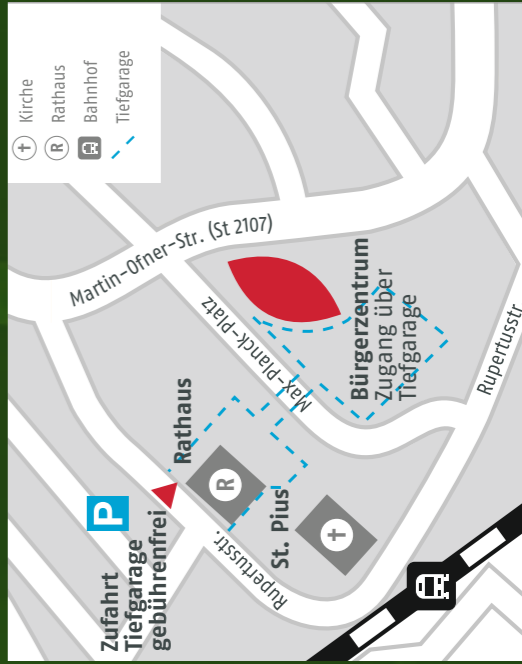 Kirche
Rathaus
Bahnhof
Tiefgarage
R
Martin-Ofner-Str. (St 2107)
Max-Planck-Platz
Bürgerzentrum
Zugang über
Tiefgarage
Rupertusstr
Rathaus
R
St. Pius
P
Zufahrt
Tiefgarage
gebührenfrei
Rupertusstr.